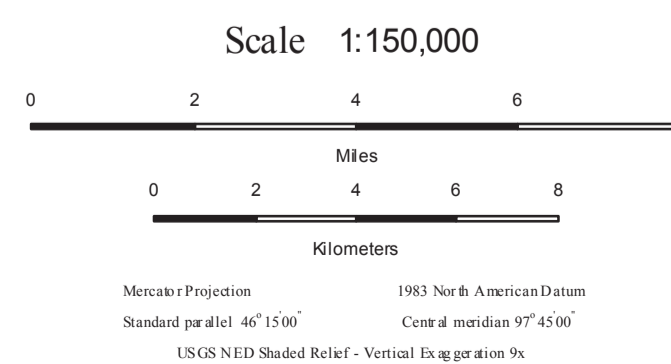 Scale 1:150,000
0 2 4 6
Miles
0 2 4 6 8
Kilometers
Mercator Projection 1983 North American Datum
Standard parallel 46° 15' 00" Central meridian 97° 45' 00"
USGS NED Shaded Relief - Vertical Exaggeration 9x